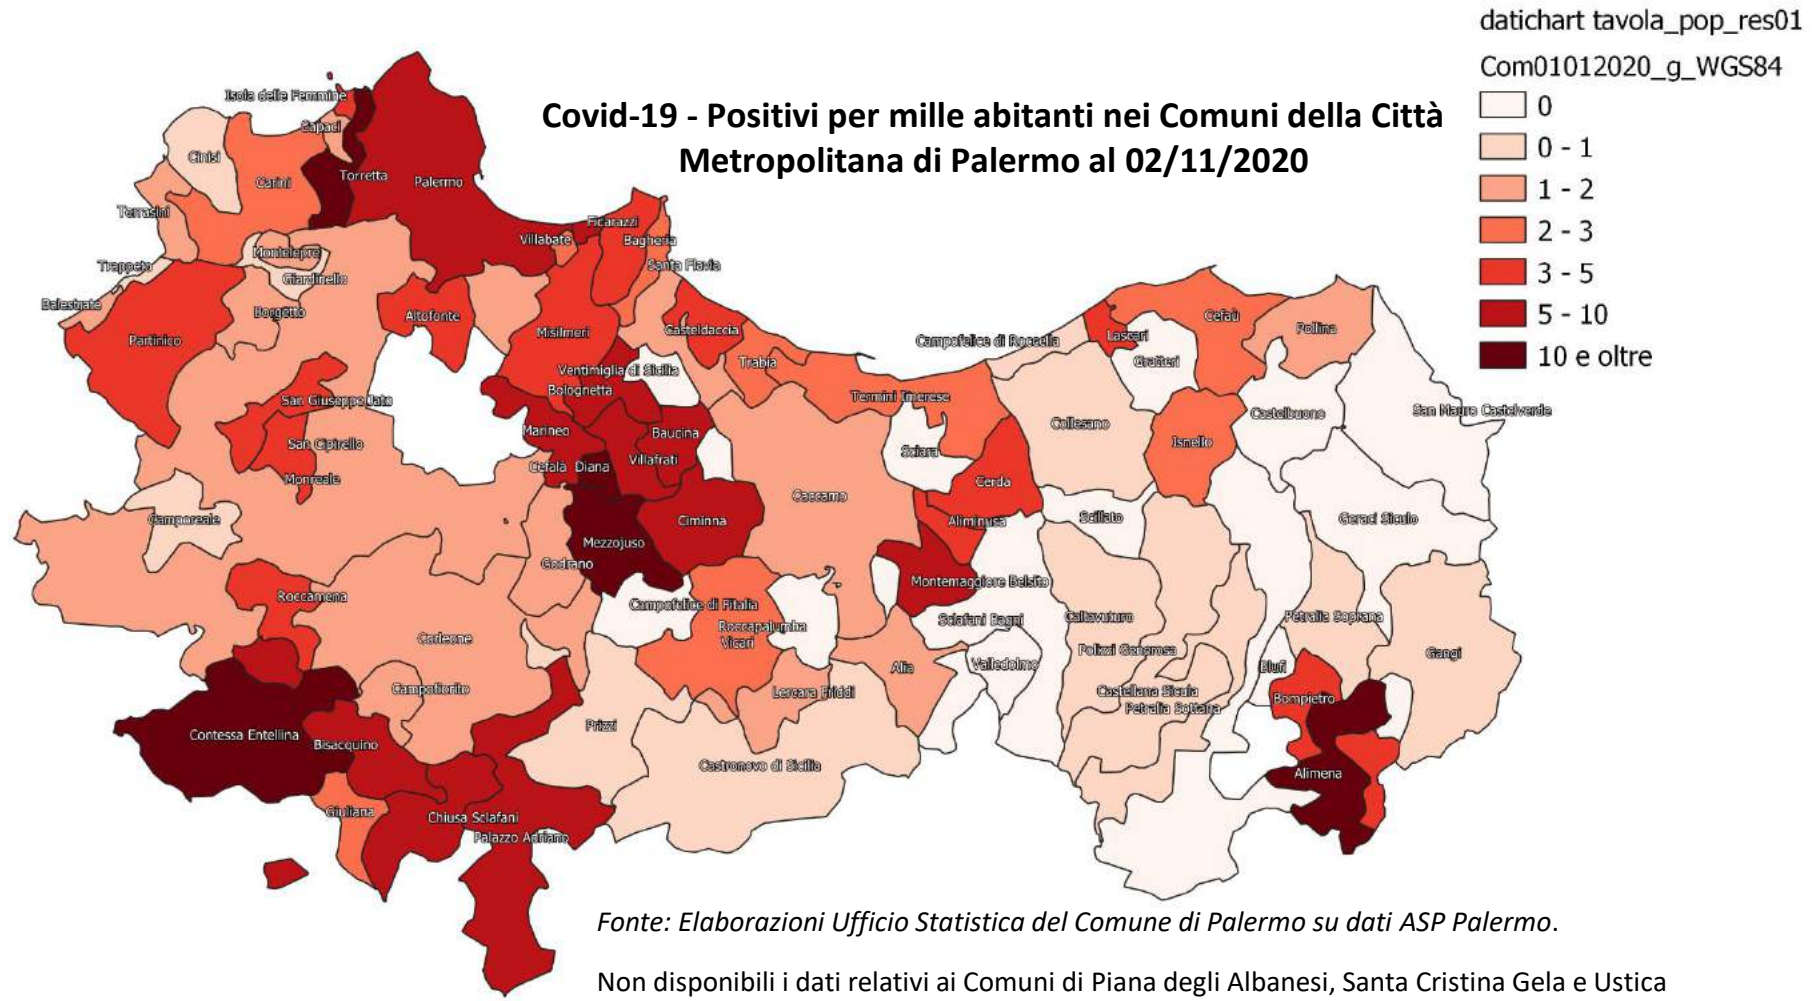 datichart tavola_pop_res01
Com01012020_g_WGS84
0
0 - 1
1 - 2
2 - 3
3 - 5
5 - 10
10 e oltre
Covid-19 - Positivi per mille abitanti nei Comuni della Città
Metropolitana di Palermo al 02/11/2020
Isola delle Femmine
Capaci
Cinisi
Carini
Torretta
Palermo
Terrasini
Ficarazzi
Villabate
Bagheria
Montelepre
Trappeto
Santa Flavia
Giardinello
Balestrate
Borgetto
Altofonte
Partinico
Misilmeri
Casteldaccia
Cefalù
Pollina
Lascari
Campofelice di Roccella
Gratteri
Trabia
Ventimiglia di Sicilia
Bolognetta
Termini Imerese
San Giuseppe Jato
Castelbuono
San Mauro Castelverde
Collesano
Marineo
Baucina
San Cipirello
Isnello
Sciara
Villafrati
Cefalà Diana
Monreale
Cerda
Caccamo
Camporeale
Ciminna
Aliminusa
Scillato
Geraci Siculo
Mezzojuso
Godrano
Montemaggiore Belsito
Roccamena
Campofelice di Fitalia
Sclafani Bagni
Caltavuturo
Petralia Soprana
Roccapalumba
Corleone
Vicari
Polizzi Generosa
Gangi
Valledolmo
Alia
Blufi
Campofiorito
Lercara Friddi
Castellana Sicula
Bompietro
Petralia Sottana
Prizzi
Contessa Entellina
Bisacquino
Castronovo di Sicilia
Alimena
Giuliana
Chiusa Sclafani
Palazzo Adriano
Fonte: Elaborazioni Ufficio Statistica del Comune di Palermo su dati ASP Palermo.
Non disponibili i dati relativi ai Comuni di Piana degli Albanesi, Santa Cristina Gela e Ustica